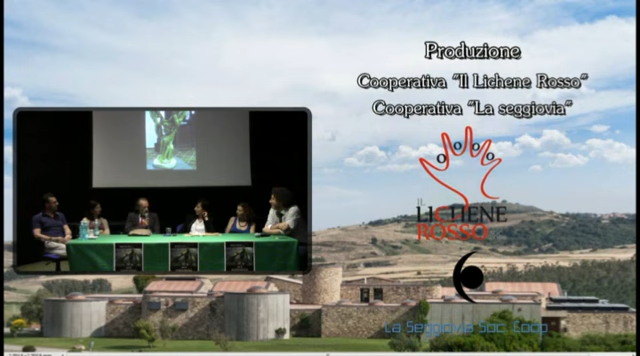 Produzione
Cooperativa “Il Lichene Rosso”
Cooperativa “La seggiovia”
IL
LICHENE
ROSSO
La Seggiovia Soc. Coop